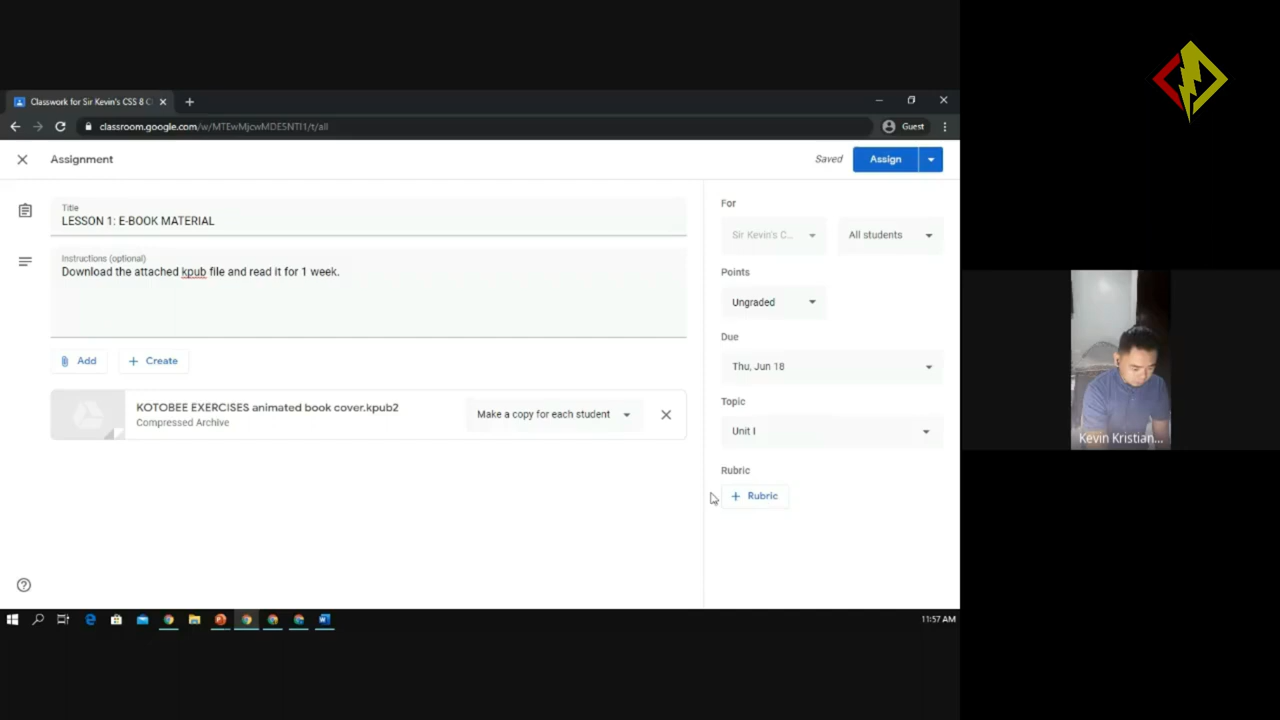 Classwork for Sir Kevin's CSS 8 C
classroom.google.com/w/MTEwMjcwMDE5NTI1/t/all
Guest
Assignment
Saved
Assign
Title
LESSON 1: E-BOOK MATERIAL
Instructions (optional)
Download the attached kpub file and read it for 1 week.
Add
Create
KOTOBEE EXERCISES animated book cover.kpub2
Compressed Archive
Make a copy for each student
For
Sir Kevin's C...
All students
Points
Ungraded
Due
Thu, Jun 18
Topic
Unit I
Rubric
Rubric
Kevin Kristian...
11:57 AM